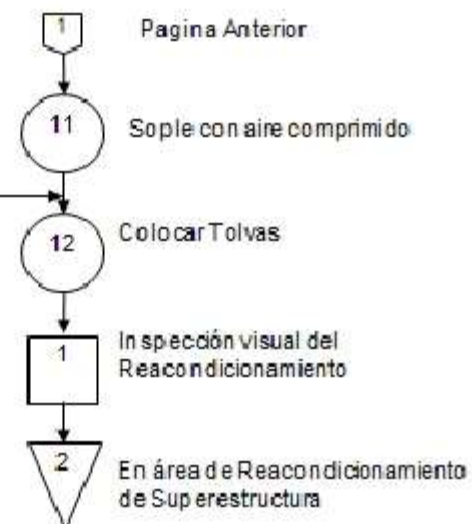 1 Pagina Anterior
11 Sople con aire comprimido
12 Colocar Tolvas
1 Inspección visual del
Reacondicionamiento
2 En área de Reacondicionamiento
de Superestructura